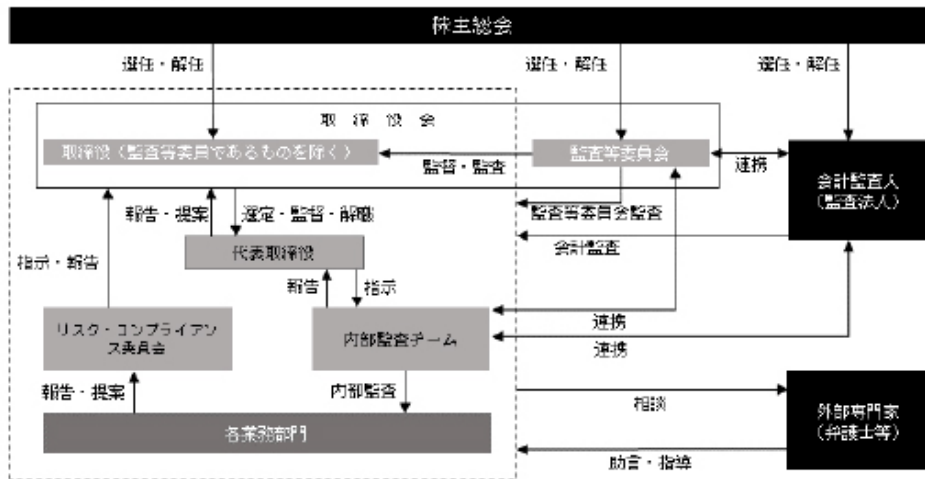 株主総会
選任・解任
選任・解任
選任・解任
取締役会
取締役（監査等委員であるものを除く）
監督・監査
監査等委員会
連携
会計監査人
（監査法人）
報告・提案
選定・監督・解職
監査等委員会監査
会計監査
代表取締役
指示・報告
報告
指示
連携
連携
リスク・コンプライアン
ス委員会
内部監査チーム
報告・提案
内部監査
相談
外部専門家
（弁護士等）
各業務部門
助言・指導